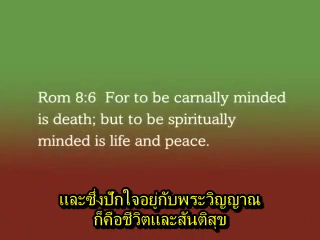 Rom 8:6  For to be carnally minded
is death; but to be spiritually
minded is life and peace.
และซึ่งปักใจอยู่กับพระวิญญาณ
ก็คือชีวิตและสันติสุข